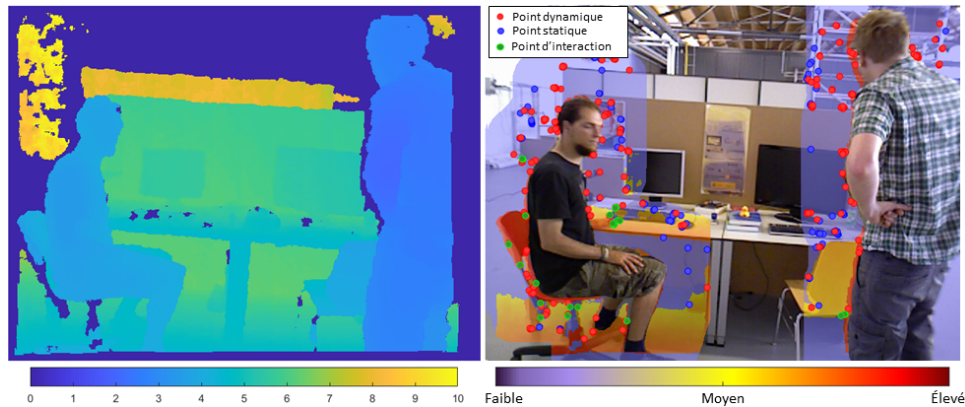 Point dynamique
Point statique
Point d'interaction
0 1 2 3 4 5 6 7 8 9 10
Faible Moyen Élevé